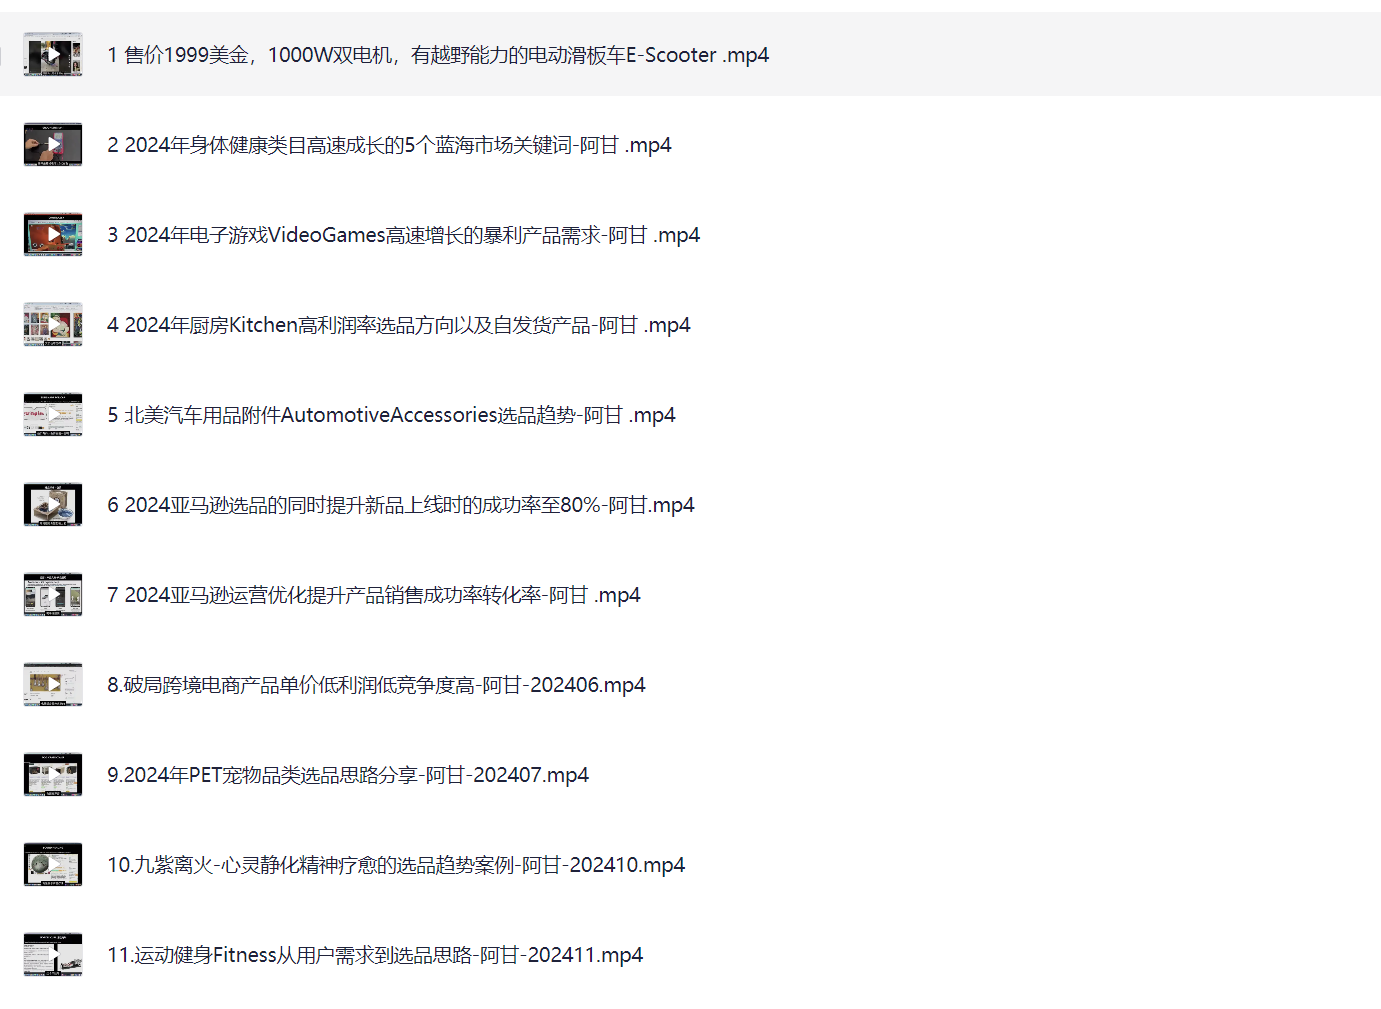 1 售价1999美金，1000W双电机，有越野能力的电动滑板车E-Scooter .mp4
2 2024年身体健康类目高速成长的5个蓝海市场关键词-阿甘 .mp4
3 2024年电子游戏VideoGames高速增长的暴利产品需求-阿甘 .mp4
4 2024年厨房Kitchen高利润率选品方向以及自发货产品-阿甘 .mp4
5 北美汽车用品附件AutomotiveAccessories选品趋势-阿甘 .mp4
6 2024亚马逊选品的同时提升新品上线时的成功率至80%-阿甘.mp4
7 2024亚马逊运营优化提升产品销售成功率转化率-阿甘 .mp4
8.破局跨境电商产品单价低利润低竞争度高-阿甘-202406.mp4
9.2024年PET宠物品类选品思路分享-阿甘-202407.mp4
10.九紫离火-心灵静化精神疗愈的选品趋势案例-阿甘-202410.mp4
11.运动健身Fitness从用户需求到选品思路-阿甘-202411.mp4